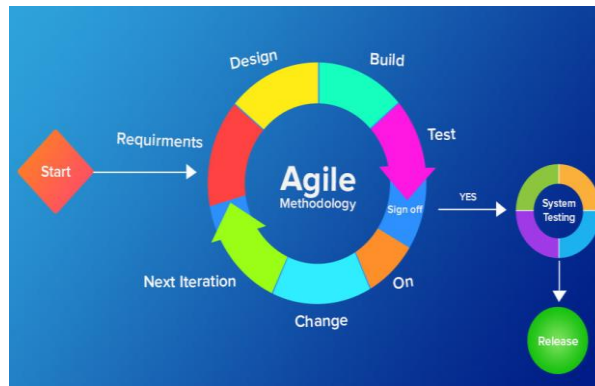 Start
Requirments
Design
Build
Test
Agile
Methodology
Sign off
YES
System
Testing
Release
On
Change
Next Iteration